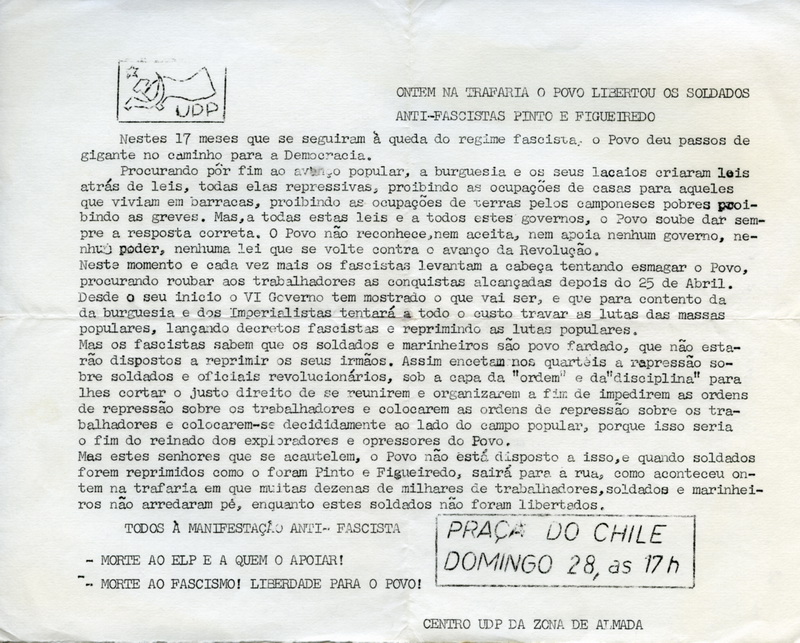 UDP
ONTEM NA TRAFARIA O POVO LIBERTOU OS SOLDADOS
ANTI-FASCISTAS PINTO E FIGUEIREDO
Nestes 17 meses que se seguiram à queda do regime fascista, o Povo deu passos de
gigante no caminho para a Democracia.
Procurando pôr fim ao avanço popular, a burguesia e os seus lacaios criaram leis
atrás de leis, todas elas repressivas, proibindo as ocupações de casas para aqueles
que viviam em barracas, proibindo as ocupações de terras pelos camponeses pobres proi-
bindo as greves. Mas,a todas estas leis e a todos estes governos, o Povo soube dar sem-
pre a resposta correta. O Povo não reconhece,nem aceita, nem apoia nenhum governo, ne-
nhum poder, nenhuma lei que se volte contra o avanço da Revolução.
Neste momento e cada vez mais os fascistas levantam a cabeça tentando esmagar o Povo,
procurando roubar aos trabalhadores as conquistas alcançadas depois do 25 de Abril.
Desde o seu inicio o VI Governo tem mostrado o que vai ser, e que para contento da
da burguesia e dos Imperialistas tentará a todo o custo travar as lutas das massas
populares, lançando decretos fascistas e reprimindo as lutas populares.
Mas os fascistas sabem que os soldados e marinheiros são povo fardado, que não esta-
rão dispostos a reprimir os seus irmãos. Assim encetam nos quartéis a repressão so-
bre soldados e oficiais revolucionários, sob a capa da "ordem" e da"disciplina" para
lhes cortar o justo direito de se reunirem e organizarem a fim de impedirem as ordens
de repressão sobre os trabalhadores e colocarem as ordens de repressão sobre os tra-
balhadores e colocarem-se decididamente ao lado do campo popular, porque isso seria
o fim do reinado dos exploradores e opressores do Povo.
Mas estes senhores que se acautelem, o Povo não está disposto a isso,e quando soldados
forem reprimidos como o foram Pinto e Figueiredo, sairá para a rua, como aconteceu on-
tem na trafaria em que muitas dezenas de milhares de trabalhadores,soldados e marinhei-
ros não arredaram pé, enquanto estes soldados não foram libertados.
TODOS À MANIFESTAÇÃO ANTI- FASCISTA
- MORTE AO ELP E A QUEM O APOIAR!
- MORTE AO FASCISMO! LIBERDADE PARA O POVO!
PRAÇA DO CHILE
DOMINGO 28, as 17h
CENTRO UDP DA ZONA DE ALMADA